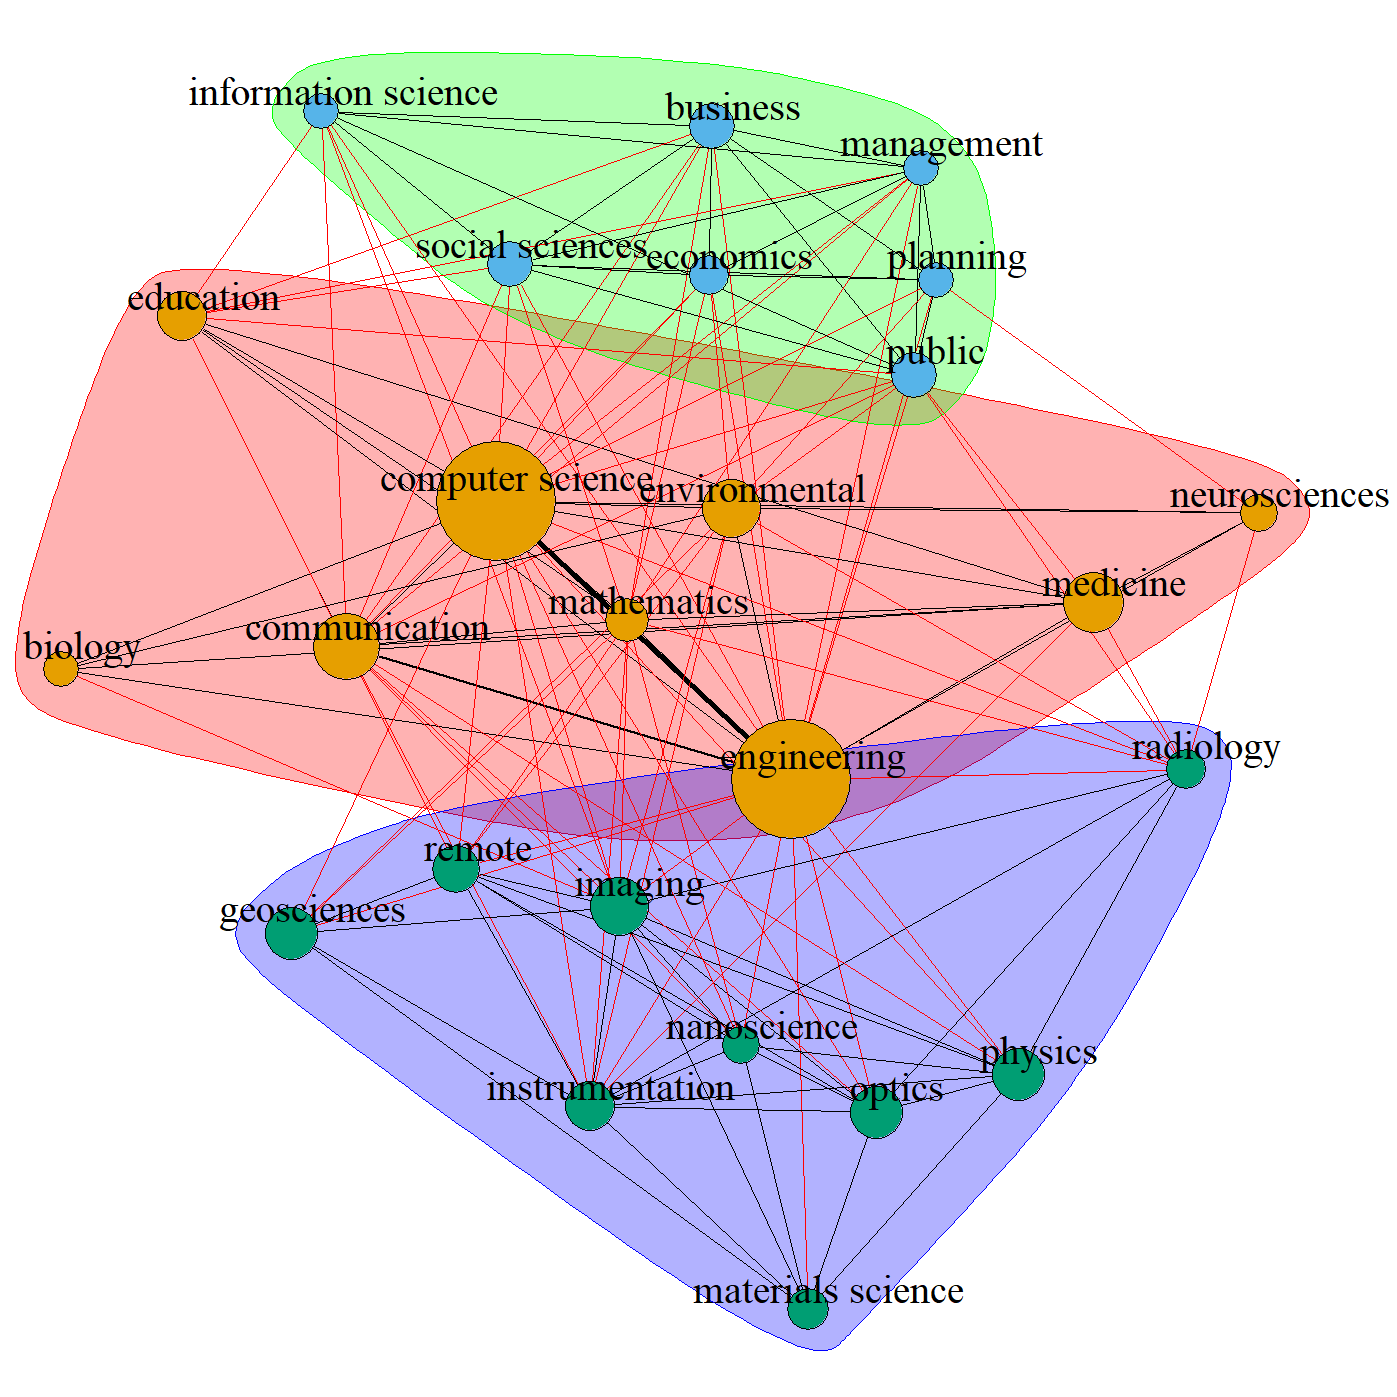 information science
business
management
social sciences
economics
planning
education
public
computer science
environmental
neurosciences
medicine
mathematics
communication
biology
engineering
radiology
remote
imaging
geosciences
nanoscience
physics
instrumentation
optics
materials science